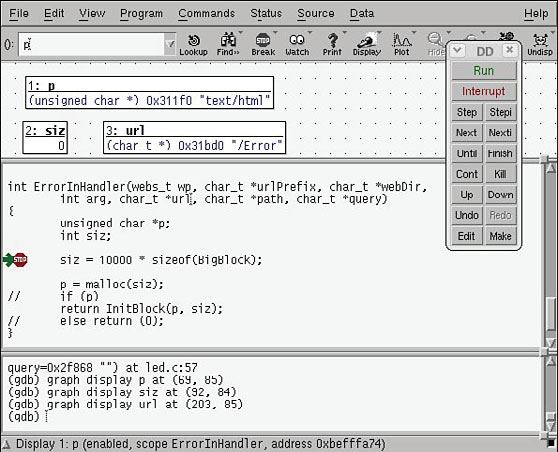 File Edit View Program Commands Status Source Data Help
0: p
Lookup Find» Break Watch Print Display Plot Hide Undisp
DD
Run
Interrupt
Step Stepi
Next Nexti
Until Finish
Cont Kill
Up Down
Undo Redo
Edit Make
1: p
(unsigned char *) 0x311f0 "text/html"
2: siz
0
3: url
(char_t *) 0x31bd0 "/Error"
int ErrorInHandler(webs_t wp, char_t *urlPrefix, char_t *webDir,
int arg, char_t *url, char_t *path, char_t *query)
{
unsigned char *p;
int siz;
STOP
siz = 10000 * sizeof(BigBlock);
p = malloc(siz);
// if (p)
return InitBlock(p, siz);
// else return (0);
}
query=0x2f868 "") at led.c:57
(gdb) graph display p at (69, 85)
(gdb) graph display siz at (92, 84)
(gdb) graph display url at (203, 85)
(gdb)
Display 1: p (enabled, scope ErrorInHandler, address 0xbefffa74)